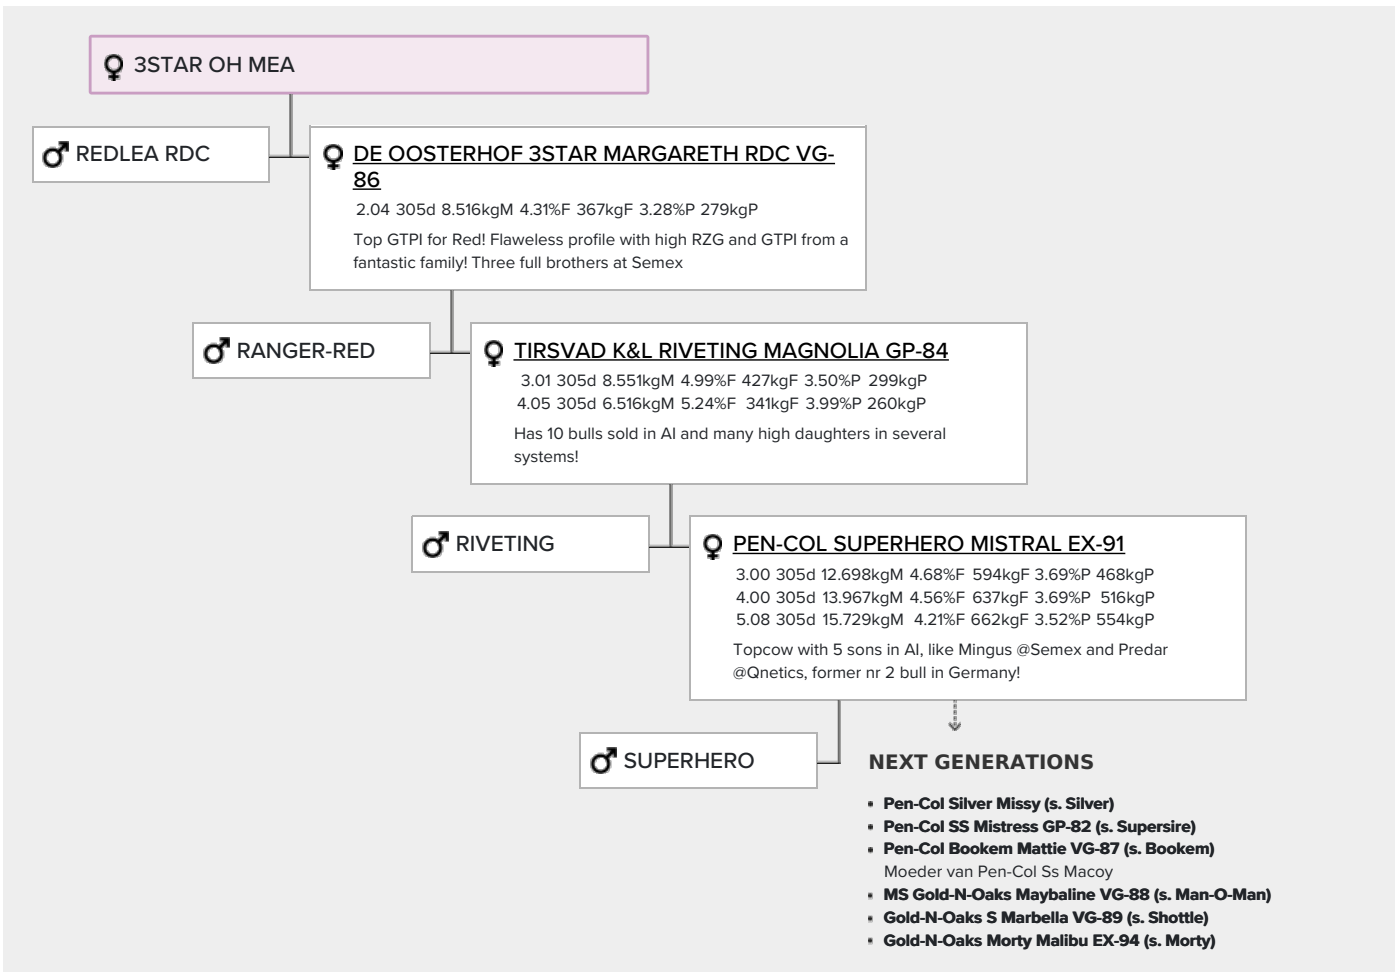 3STAR OH MEA
REDLEA RDC
DE OOSTERHOF 3STAR MARGARETH RDC VG-
86
2.04 305d 8.516kgM 4.31%F 367kgF 3.28%P 279kgP
Top GTPI for Red! Flaweless profile with high RZG and GTPI from a
fantastic family! Three full brothers at Semex
RANGER-RED
TIRSVAD K&L RIVETING MAGNOLIA GP-84
3.01 305d 8.551kgM 4.99%F 427kgF 3.50%P 299kgP
4.05 305d 6.516kgM 5.24%F 341kgF 3.99%P 260kgP
Has 10 bulls sold in AI and many high daughters in several
systems!
RIVETING
PEN-COL SUPERHERO MISTRAL EX-91
3.00 305d 12.698kgM 4.68%F 594kgF 3.69%P 468kgP
4.00 305d 13.967kgM 4.56%F 637kgF 3.69%P 516kgP
5.08 305d 15.729kgM 4.21%F 662kgF 3.52%P 554kgP
Topcow with 5 sons in AI, like Mingus @Semex and Predar
@Qnetics, former nr 2 bull in Germany!
SUPERHERO
NEXT GENERATIONS
• Pen-Col Silver Missy (s. Silver)
• Pen-Col SS Mistress GP-82 (s. Supersire)
• Pen-Col Bookem Mattie VG-87 (s. Bookem)
Moeder van Pen-Col Ss Macoy
• MS Gold-N-Oaks Maybaline VG-88 (s. Man-O-Man)
• Gold-N-Oaks S Marbella VG-89 (s. Shottle)
• Gold-N-Oaks Morty Malibu EX-94 (s. Morty)